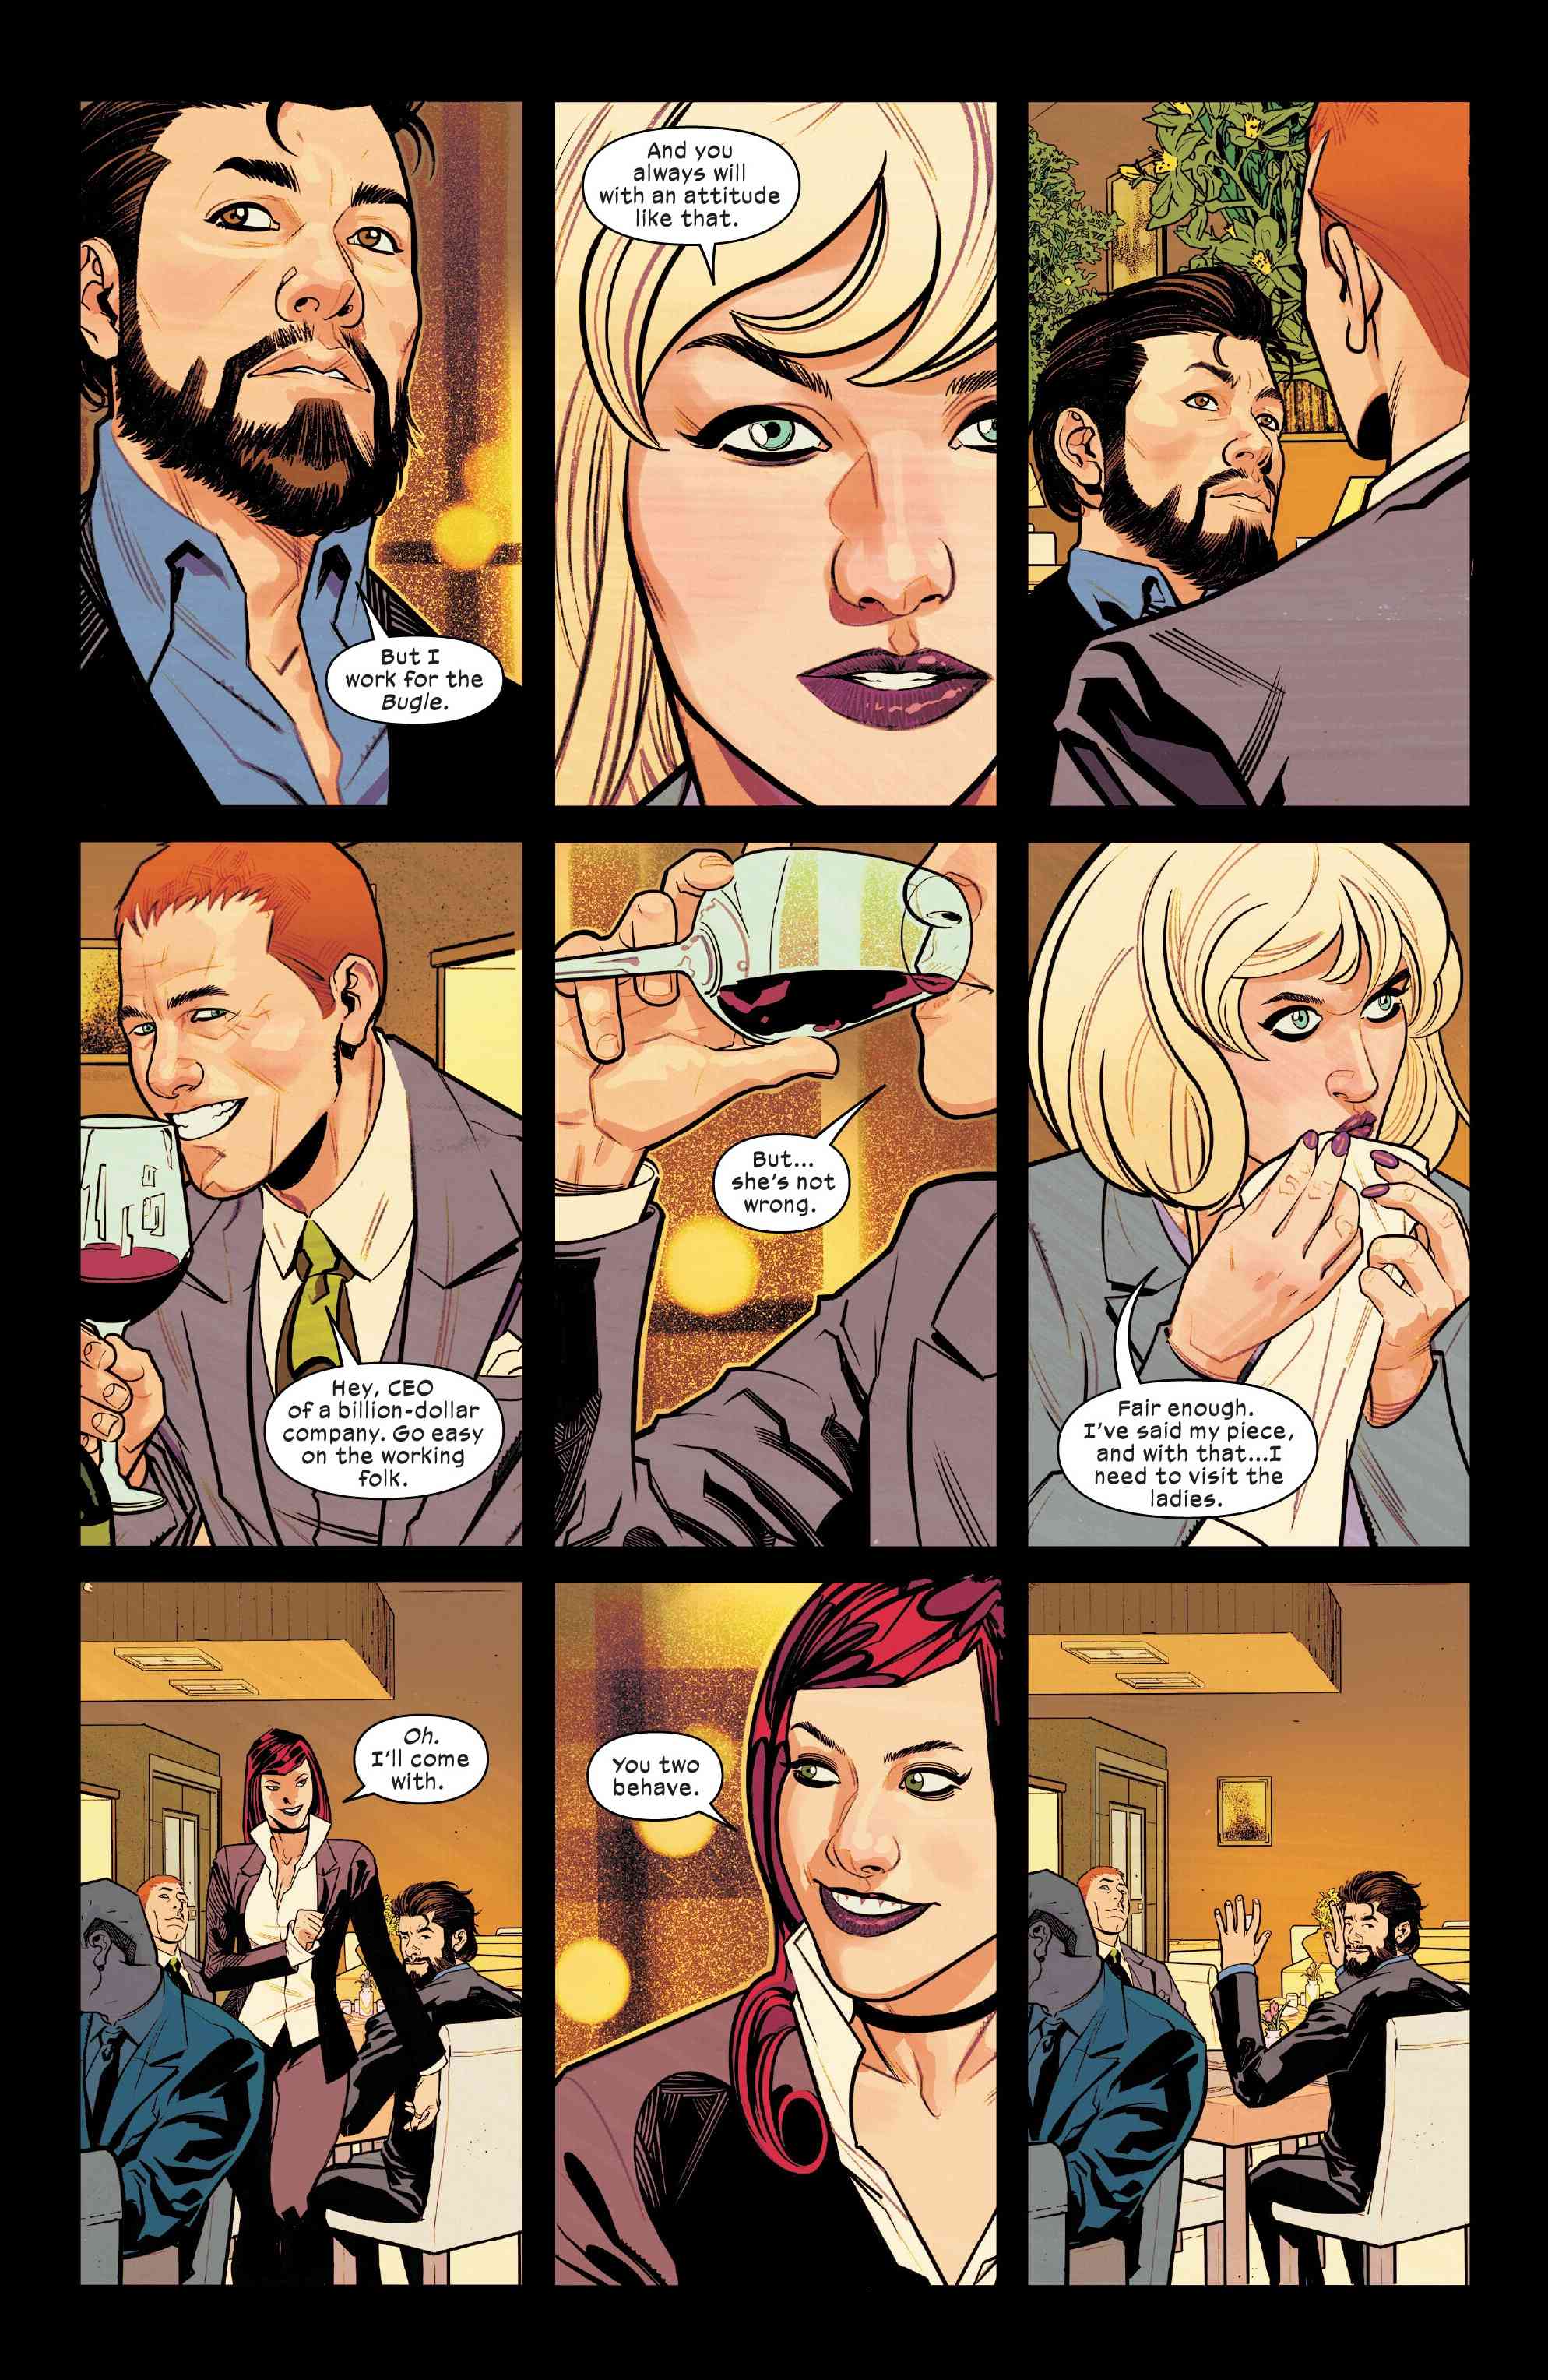 But I
work for the
Bugle.
And you
always will
with an attitude
like that.
Hey, CEO
of a billion-dollar
company. Go easy
on the working
folk.
But...
she's not
wrong.
Fair enough.
I've said my piece,
and with that...I
need to visit the
ladies.
Oh.
I'll come
with.
You two
behave.